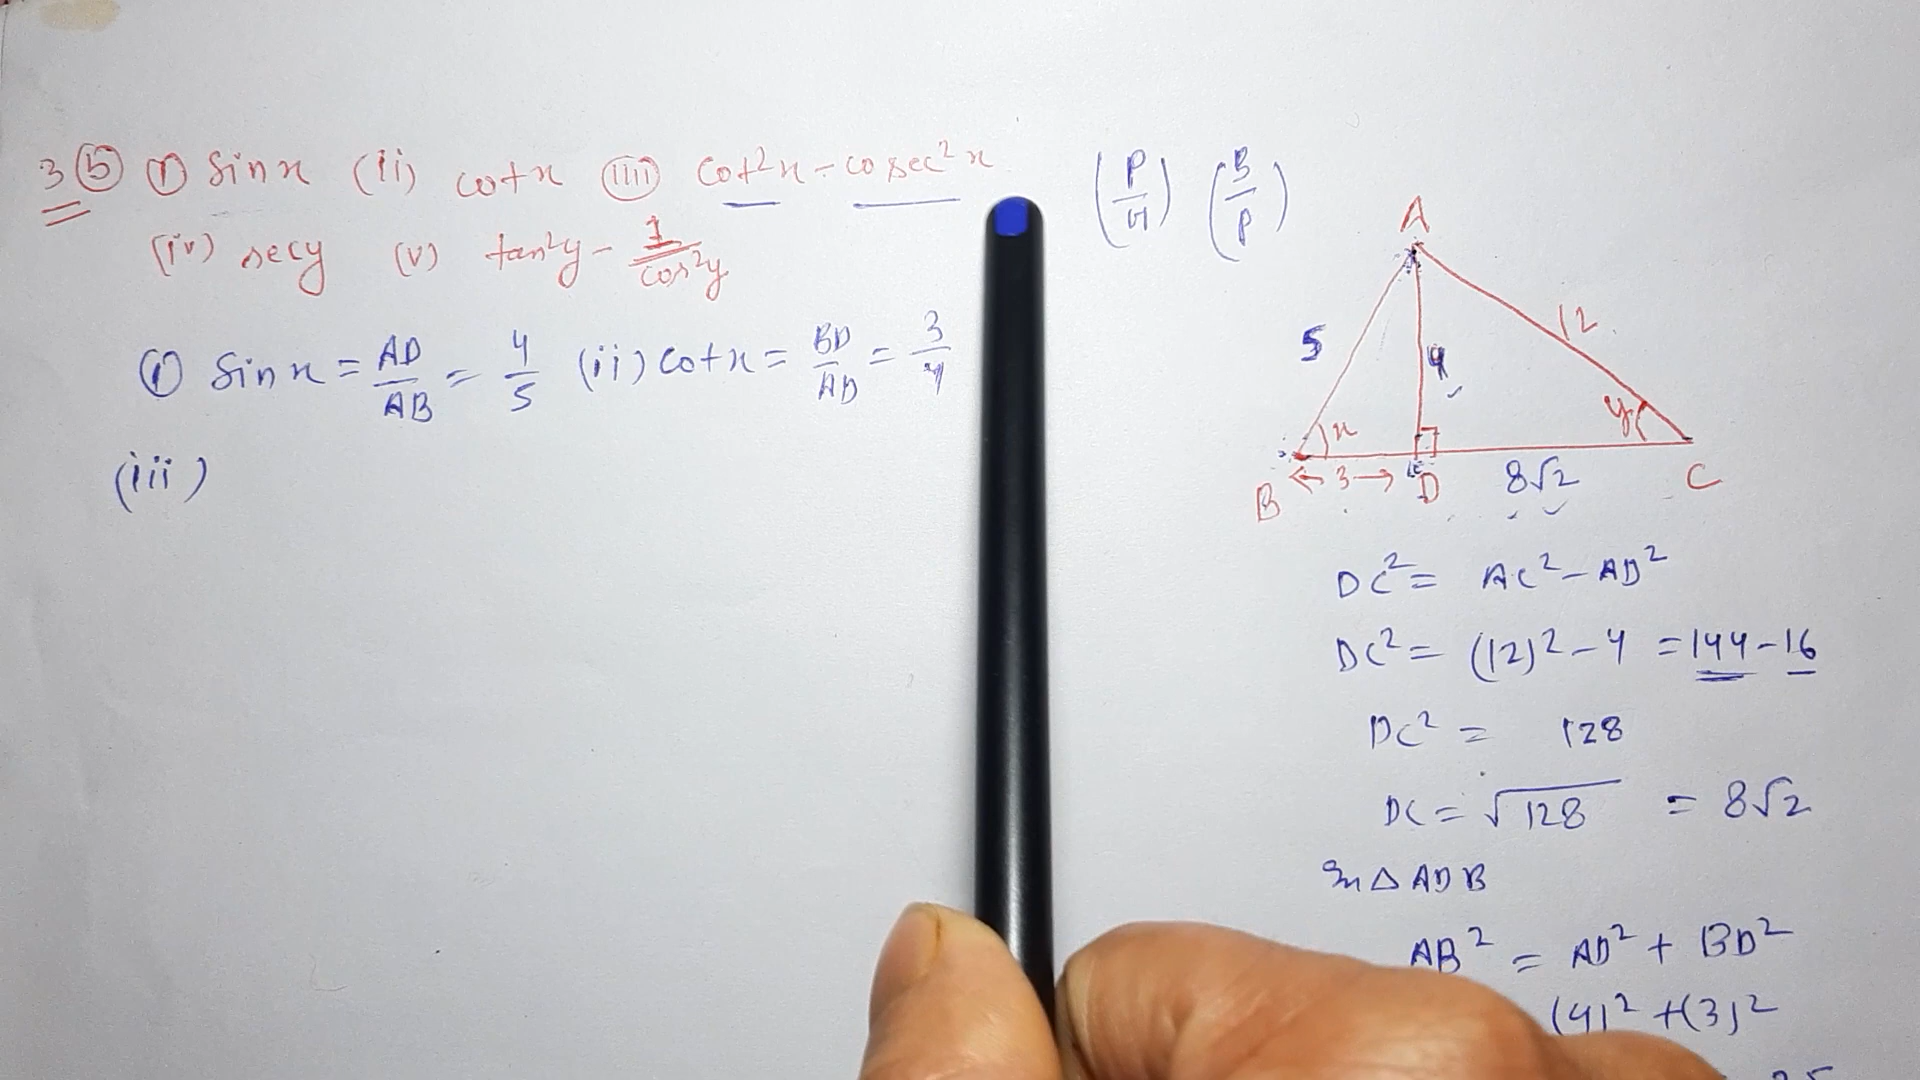 3(b) (i) Sin x (ii) cot x (iii) cot²x - cosec²x
(P/H) (B/P)
(iv) sec y (v) tan²y - 1/cos²y
(i) Sin x = AD/AB = 4/5 (ii) Cot x = BD/AD = 3/4
(iii)
A
5 4 12
x y
B 3 D 8√2 C
DC² = AC² - AD²
DC² = (12)² - 4 = 144 - 16
DC² = 128
DC = √128 = 8√2
In △ ADB
AB² = AD² + BD²
(4)² + (3)²
25